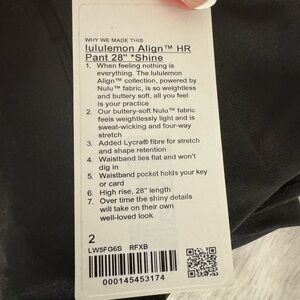 WHY WE MADE THIS
lululemon Align™ HR
Pant 28" *Shine
1. When feeling nothing is
everything. The lululemon
Align™ collection, powered by
Nulu™ fabric, is so weightless
and buttery soft, all you feel
is your practice
2. Our buttery-soft Nulu™ fabric
feels weightlessly light and is
sweat-wicking and four-way
stretch
3. Added Lycra® fibre for stretch
and shape retention
4. Waistband lies flat and won't
dig in
5. Waistband pocket holds your key
or card
6. High rise, 28" length
7. Over time the shiny details
will take on their own
well-loved look
2
LW5FG6S RFXB
000145453174